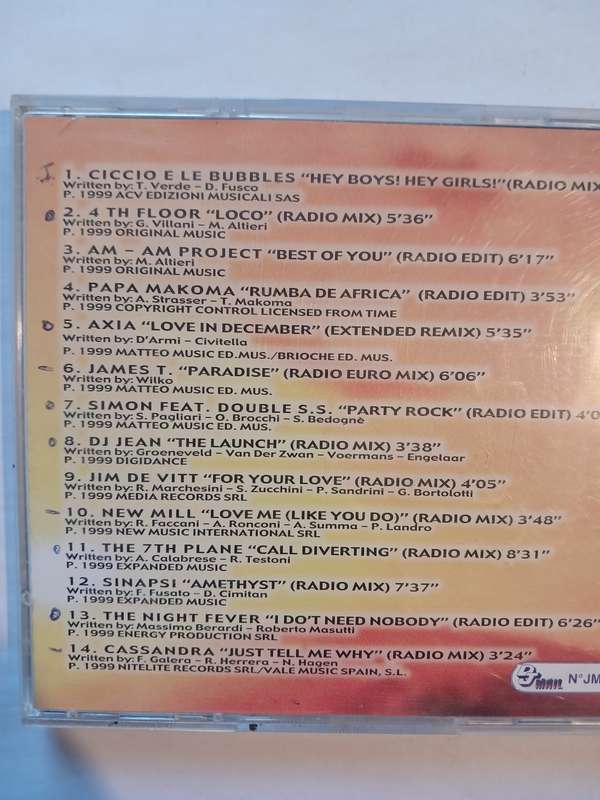 1. CICCIO E LE BUBBLES “HEY BOYS! HEY GIRLS!”(RADIO MIX
Written by: T. Verde – D. Fusco
P. 1999 ACV EDIZIONI MUSICALI SAS
2. 4 TH FLOOR “LOCO” (RADIO MIX) 5’36”
Written by: G. Villani – M. Altieri
P. 1999 ORIGINAL MUSIC
3. AM – AM PROJECT “BEST OF YOU” (RADIO EDIT) 6’17”
Written by: M. Altieri
P. 1999 ORIGINAL MUSIC
4. PAPA MAKOMA “RUMBA DE AFRICA” (RADIO EDIT) 3’53”
Written by: A. Strasser – T. Makoma
P. 1999 COPYRIGHT CONTROL LICENSED FROM TIME
5. AXIA “LOVE IN DECEMBER” (EXTENDED REMIX) 5’35”
Written by: D’Armi – Civitella
P. 1999 MATTEO MUSIC ED.MUS./BRIOCHE ED. MUS.
6. JAMES T. “PARADISE” (RADIO EURO MIX) 6’06”
Written by: Wilko
P. 1999 MATTEO MUSIC ED. MUS.
7. SIMON FEAT. DOUBLE S.S. “PARTY ROCK” (RADIO EDIT) 4’0
Written by: S. Pagliari – O. Brocchi – S. Bedognè
P. 1999 MATTEO MUSIC ED. MUS.
8. DJ JEAN “THE LAUNCH” (RADIO MIX) 3’38”
Written by: Groeneveld – Van Der Zwan – Voermans – Engelaar
P. 1999 DIGIDANCE
9. JIM DE VITT “FOR YOUR LOVE” (RADIO MIX) 4’05”
Written by: R. Marchesini – S. Zucchini – P. Sandrini – G. Bortolotti
P. 1999 MEDIA RECORDS SRL
10. NEW MILL “LOVE ME (LIKE YOU DO)” (RADIO MIX) 3’48”
Written by: R. Faccani – A. Ronconi – A. Summa – P. Landro
P. 1999 NEW MUSIC INTERNATIONAL SRL
11. THE 7TH PLANE “CALL DIVERTING” (RADIO MIX) 8’31”
Written by: A. Calabrese – R. Testoni
P. 1999 EXPANDED MUSIC
12. SINAPSI “AMETHYST” (RADIO MIX) 7’37”
Written by: F. Fusato – D. Cimitan
P. 1999 EXPANDED MUSIC
13. THE NIGHT FEVER “I DO’T NEED NOBODY” (RADIO EDIT) 6’26”
Written by: Massimo Berardi – Roberto Masutti
P. 1999 ENERGY PRODUCTION SRL
14. CASSANDRA “JUST TELL ME WHY” (RADIO MIX) 3’24”
Written by: F. Galera – R. Herrera – N. Hagen
P. 1999 NITELITE RECORDS SRL/VALE MUSIC SPAIN, S.L.
MAIL N°JM